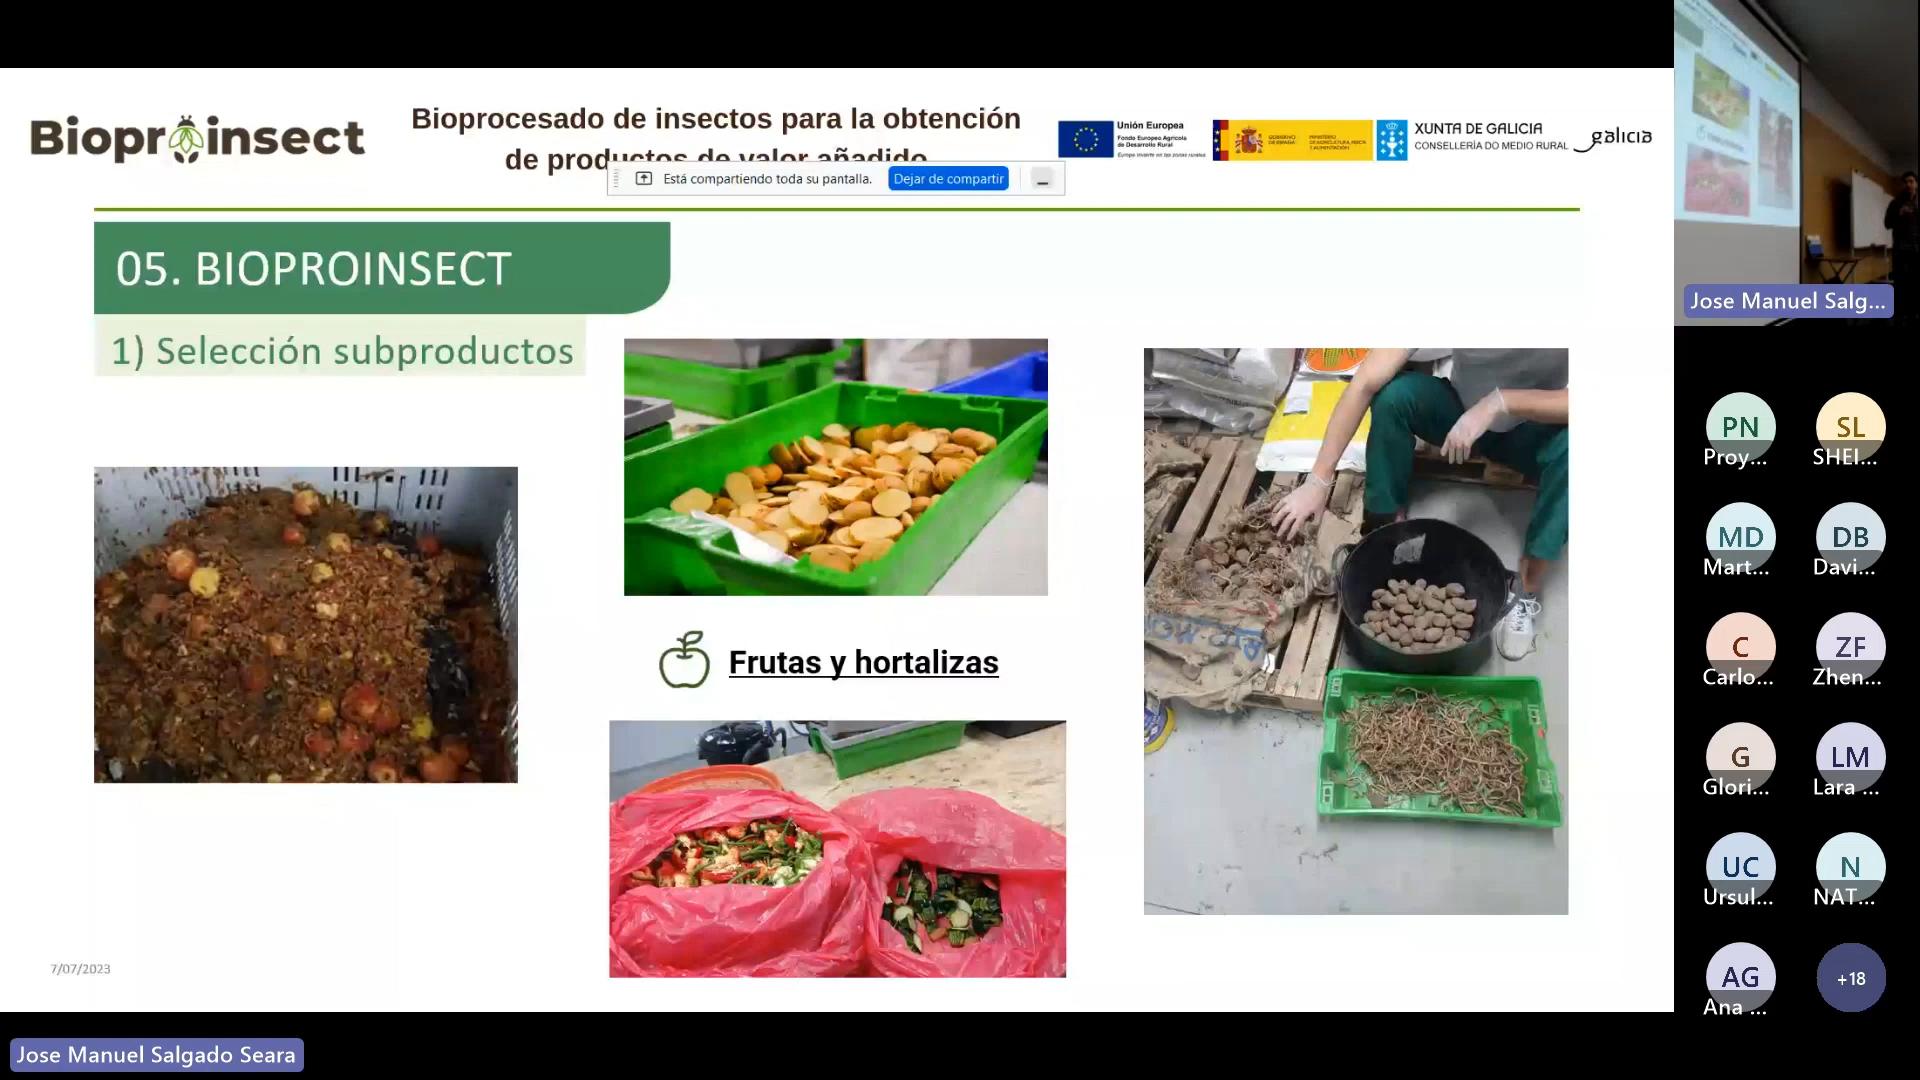 Bioproinsect
Bioprocesado de insectos para la obtención
de productos de valor añadido
Unión Europea
Fondo Europeo Agrícola
de Desarrollo Rural
Europa invierte en las zonas rurales
GOBIERNO
DE ESPAÑA
MINISTERIO
DE AGRICULTURA, PESCA
Y ALIMENTACIÓN
XUNTA DE GALICIA
CONSELLERÍA DO MEDIO RURAL
galicia
Está compartiendo toda su pantalla.
Dejar de compartir
05. BIOPROINSECT
1) Selección subproductos
Frutas y hortalizas
7/07/2023
Jose Manuel Salgado Seara
Jose Manuel Salg...
PN
Proy...
SL
SHEI...
MD
Mart...
DB
Davi...
C
Carlo...
ZF
Zhen...
G
Glori...
LM
Lara ...
UC
Ursul...
N
NAT...
AG
Ana ...
+18